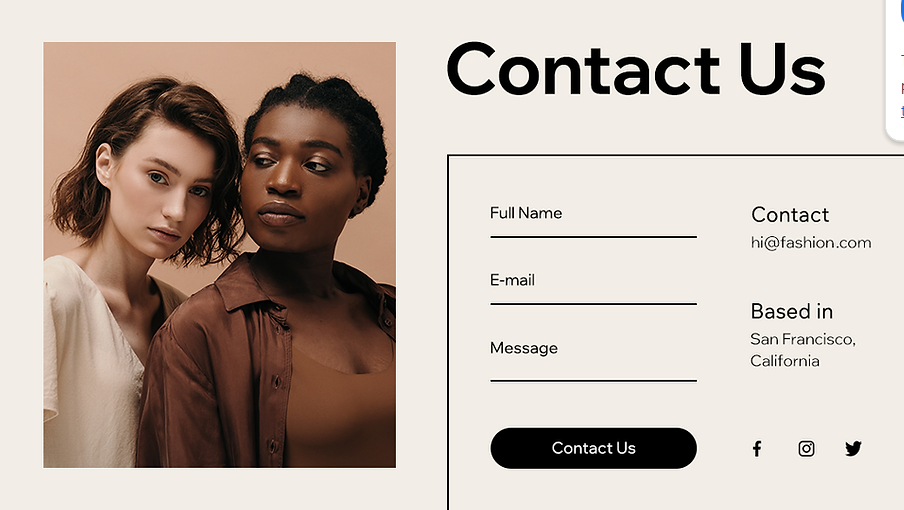 Contact Us
Full Name
E-mail
Message
Contact Us
Contact
hi@fashion.com
Based in
San Francisco,
California